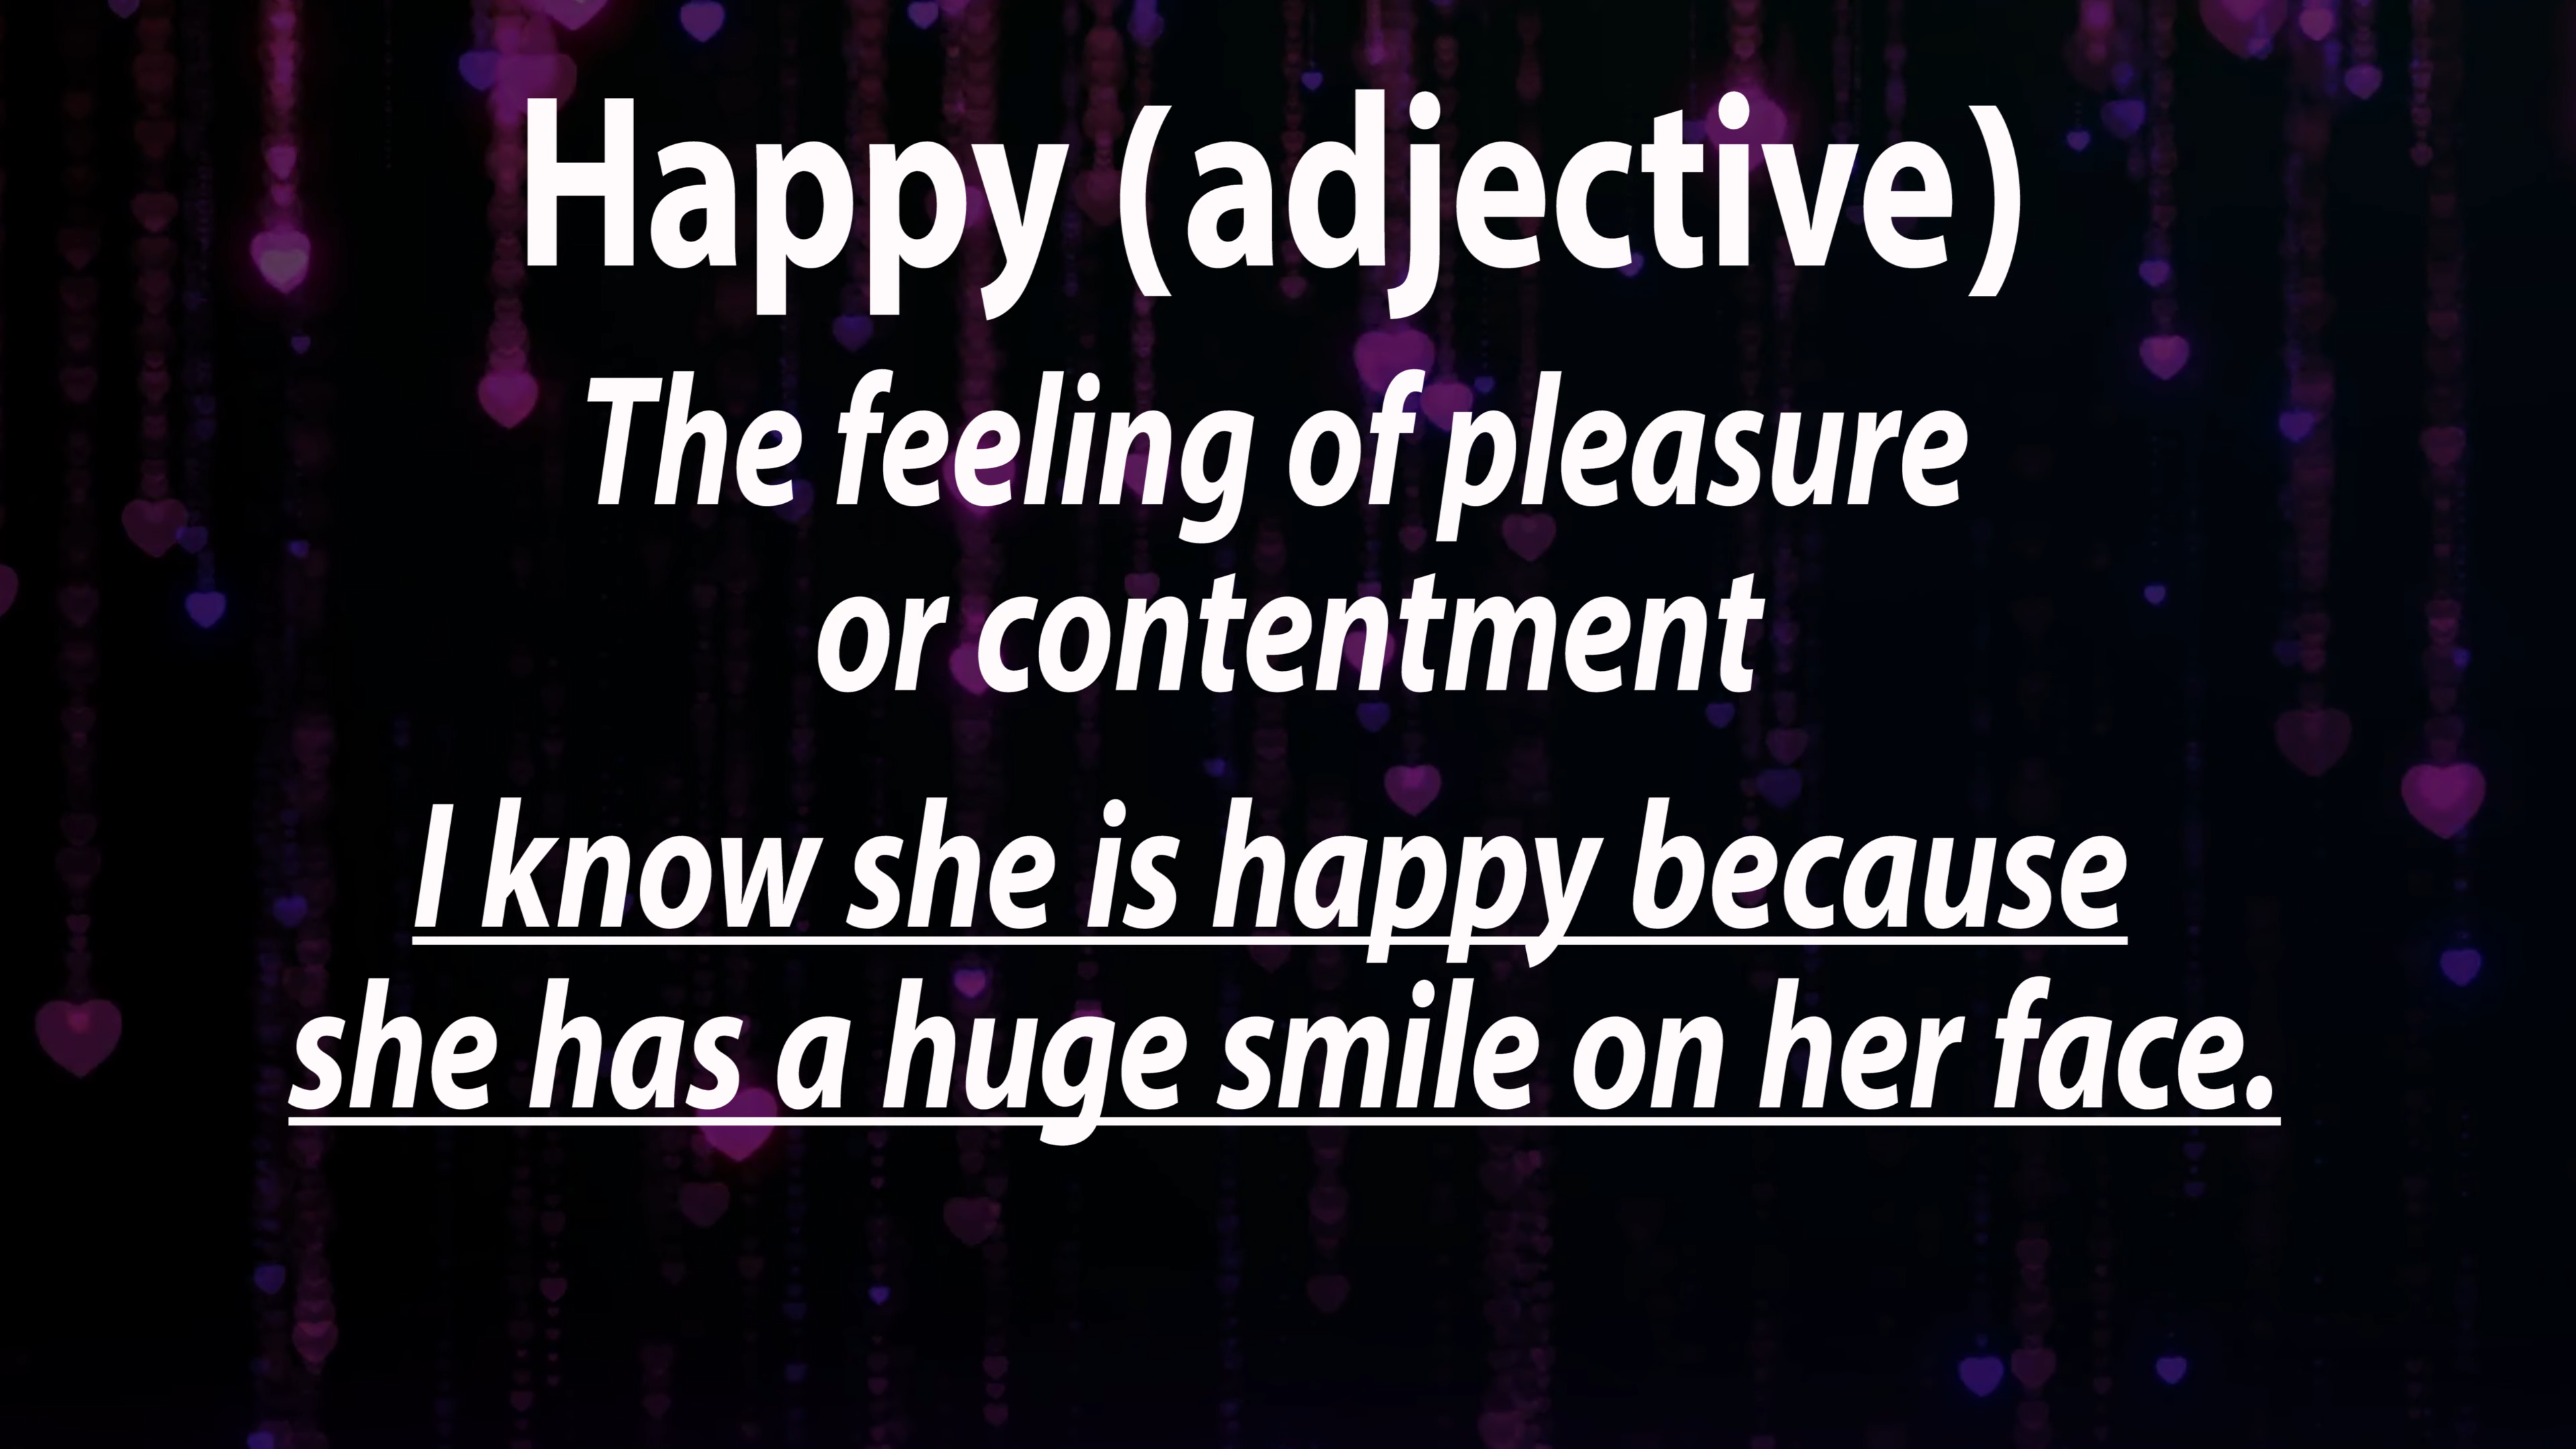 Happy (adjective)
The feeling of pleasure
or contentment
I know she is happy because
she has a huge smile on her face.